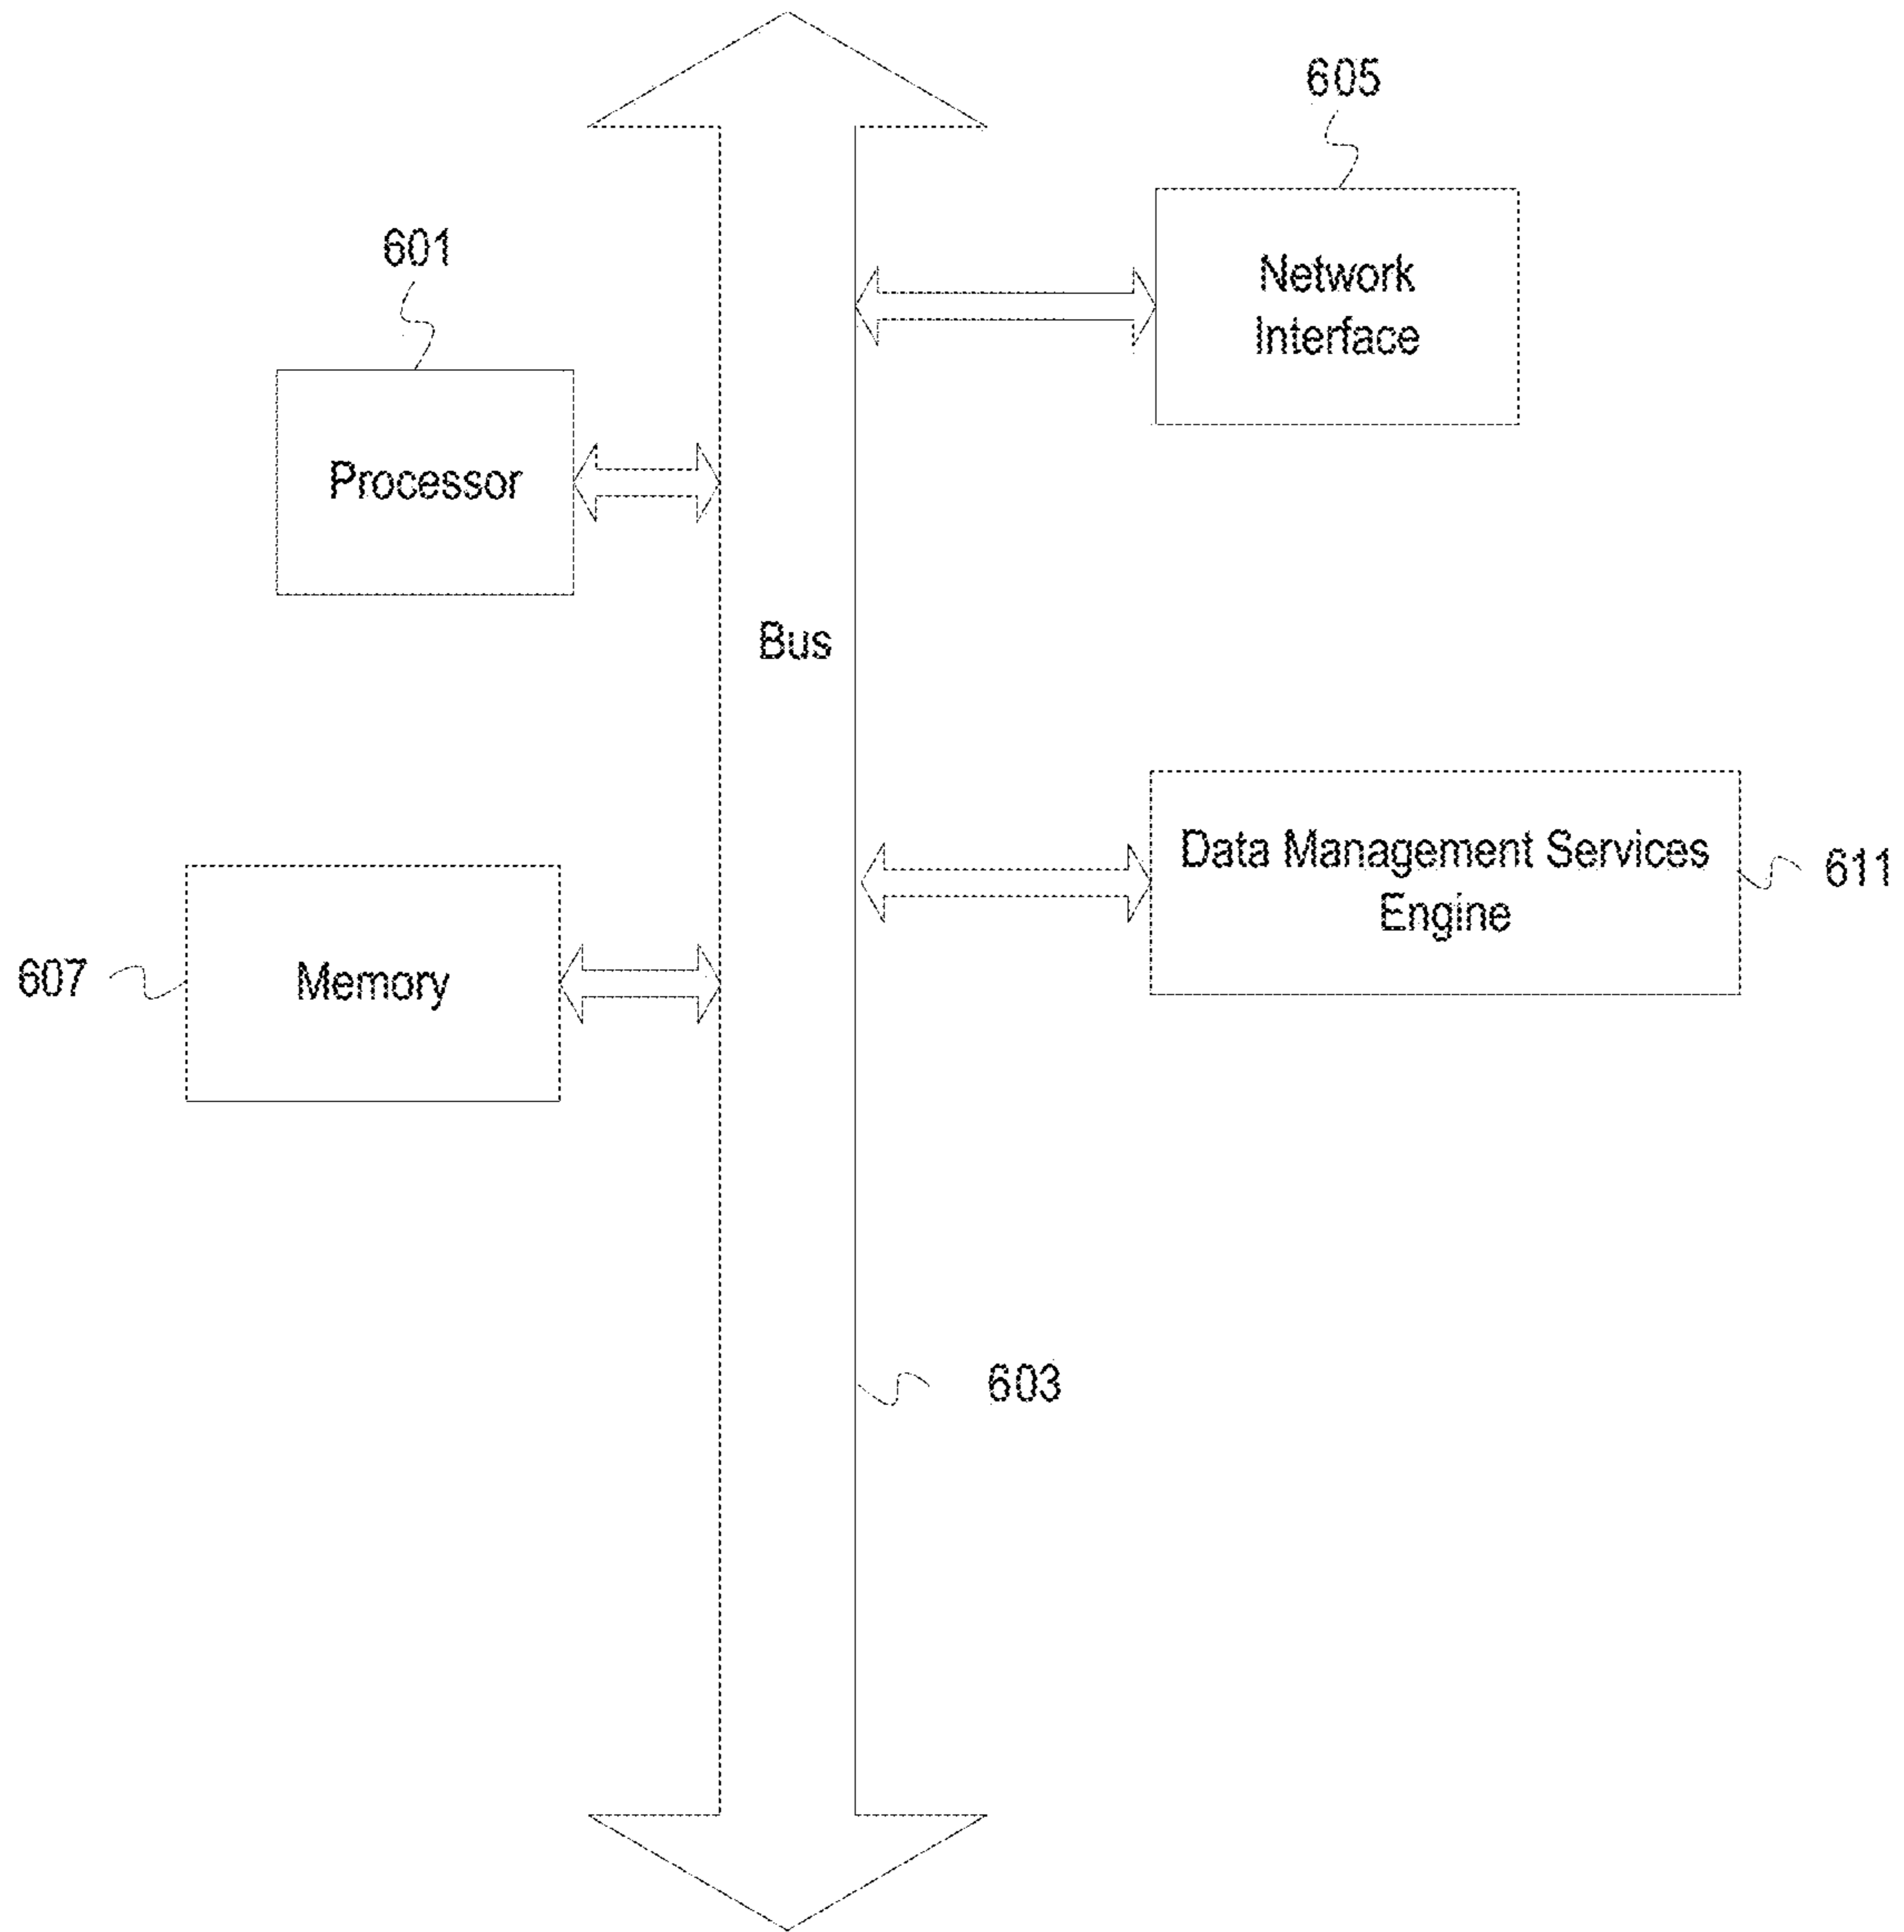 605
601
Network
Interface
Processor
Bus
Data Management Services
Engine
611
607
Memory
603